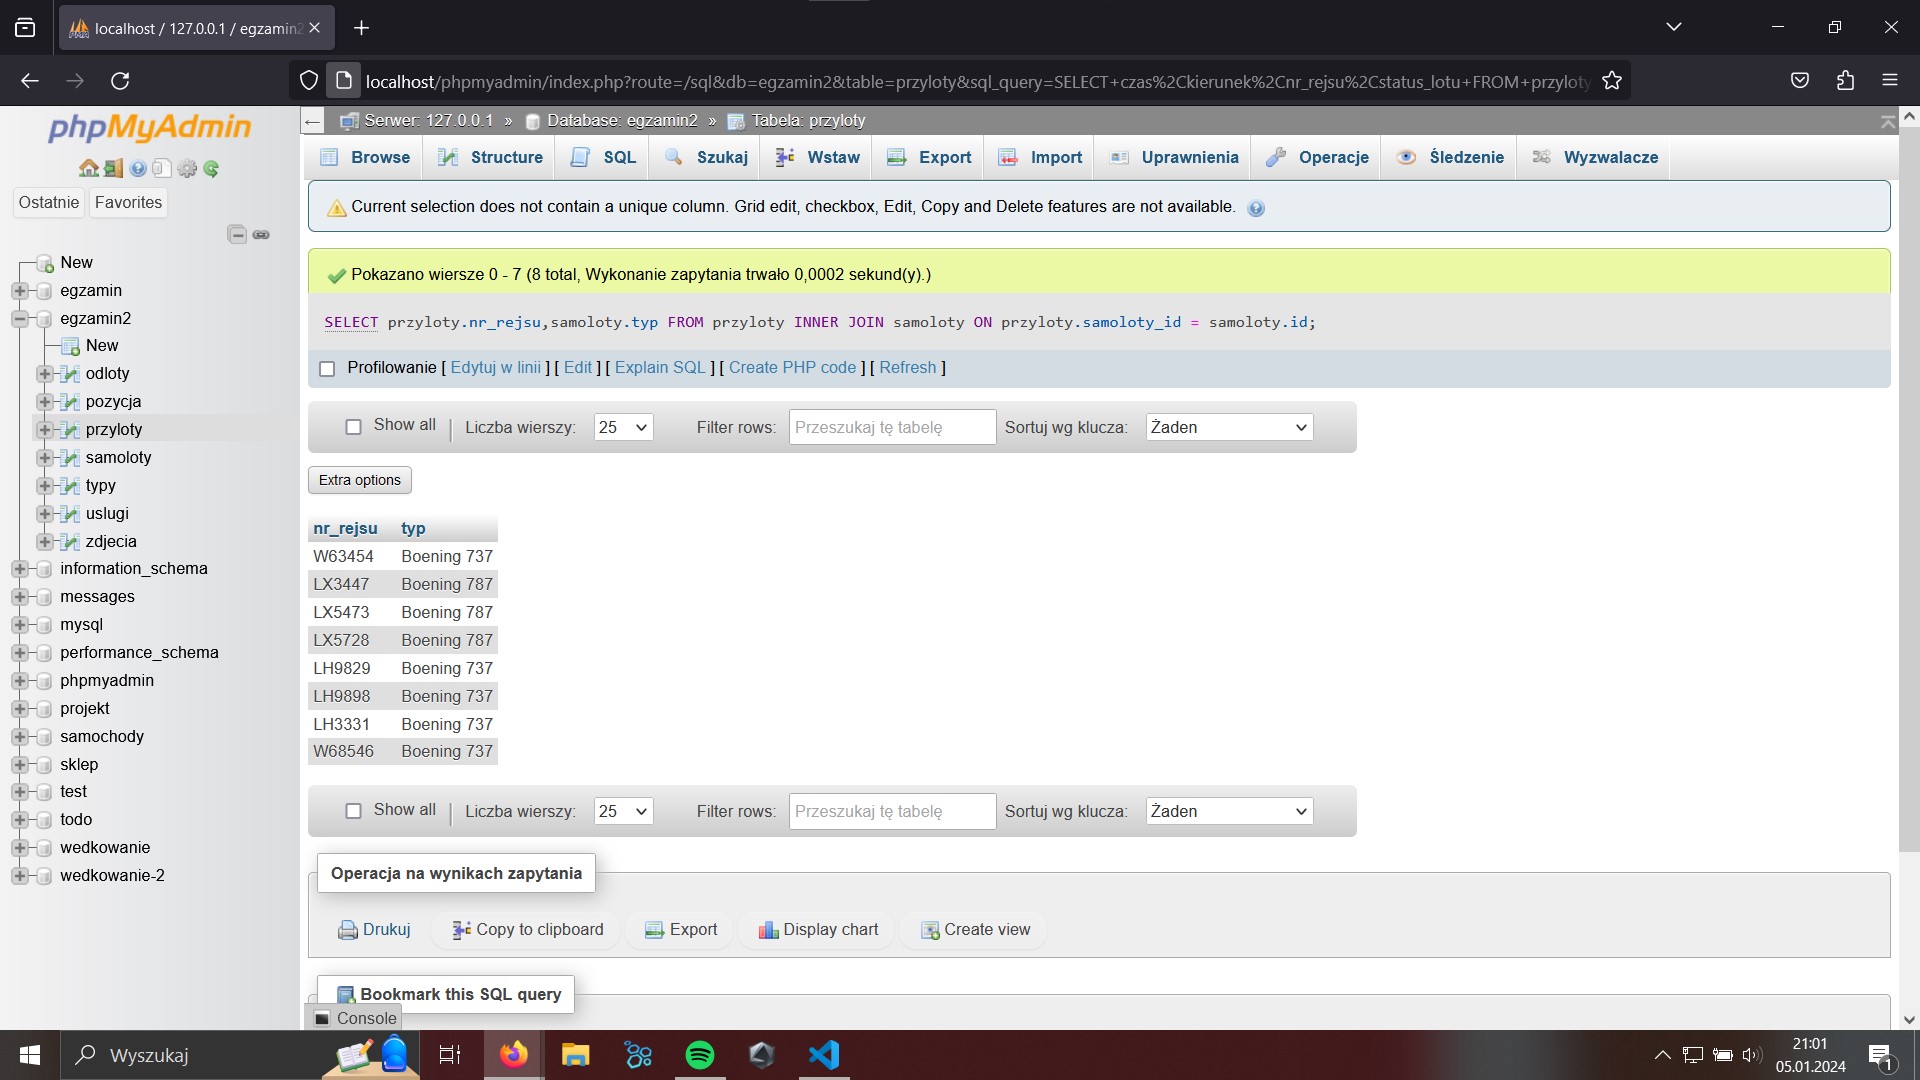 localhost / 127.0.0.1 / egzamin2
localhost/phpmyadmin/index.php?route=/sql&db=egzamin2&table=przyloty&sql_query=SELECT+czas%2Ckierunek%2Cnr_rejsu%2Cstatus_lotu+FROM+przyloty
phpMyAdmin
Ostatnie Favorites
New
egzamin
egzamin2
New
odloty
pozycja
przyloty
samoloty
typy
uslugi
zdjecia
information_schema
messages
mysql
performance_schema
phpmyadmin
projekt
samochody
sklep
test
todo
wedkowanie
wedkowanie-2
← Serwer: 127.0.0.1 » Database: egzamin2 » Tabela: przyloty
Browse Structure SQL Szukaj Wstaw Export Import Uprawnienia Operacje Śledzenie Wyzwalacze
Current selection does not contain a unique column. Grid edit, checkbox, Edit, Copy and Delete features are not available.
Pokazano wiersze 0 - 7 (8 total, Wykonanie zapytania trwało 0,0002 sekund(y).)
SELECT przyloty.nr_rejsu,samoloty.typ FROM przyloty INNER JOIN samoloty ON przyloty.samoloty_id = samoloty.id;
Profilowanie [ Edytuj w linii ] [ Edit ] [ Explain SQL ] [ Create PHP code ] [ Refresh ]
Show all | Liczba wierszy: 25 Filter rows: Przeszukaj tę tabelę Sortuj wg klucza: Żaden
Extra options
nr_rejsu typ
W63454 Boening 737
LX3447 Boening 787
LX5473 Boening 787
LX5728 Boening 787
LH9829 Boening 737
LH9898 Boening 737
LH3331 Boening 737
W68546 Boening 737
Show all | Liczba wierszy: 25 Filter rows: Przeszukaj tę tabelę Sortuj wg klucza: Żaden
Operacja na wynikach zapytania
Drukuj Copy to clipboard Export Display chart Create view
Bookmark this SQL query
Console
Wyszukaj
21:01
05.01.2024
1